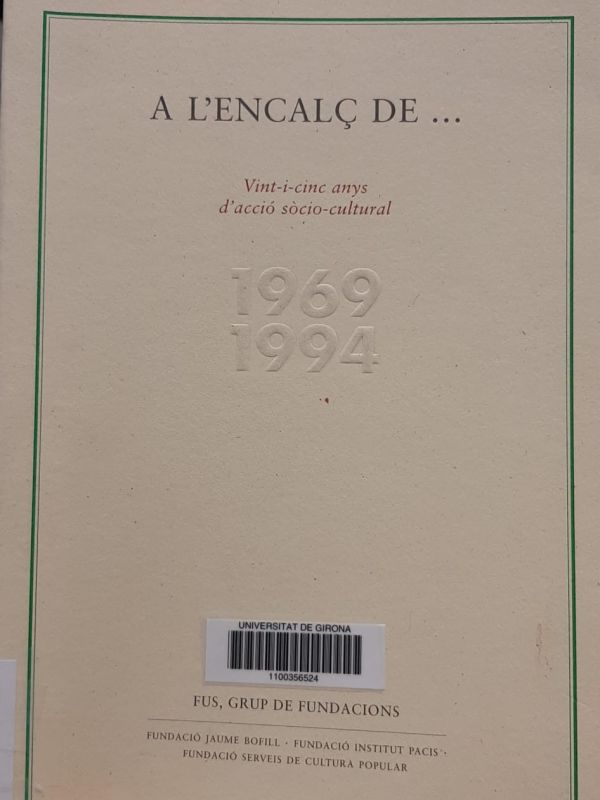 A L'ENCALÇ DE ...
Vint-i-cinc anys
d'acció sòcio-cultural
1969
1994
UNIVERSITAT DE GIRONA
1100356524
FUS, GRUP DE FUNDACIONS
FUNDACIÓ JAUME BOFILL · FUNDACIÓ INSTITUT PACIS ·
FUNDACIÓ SERVEIS DE CULTURA POPULAR